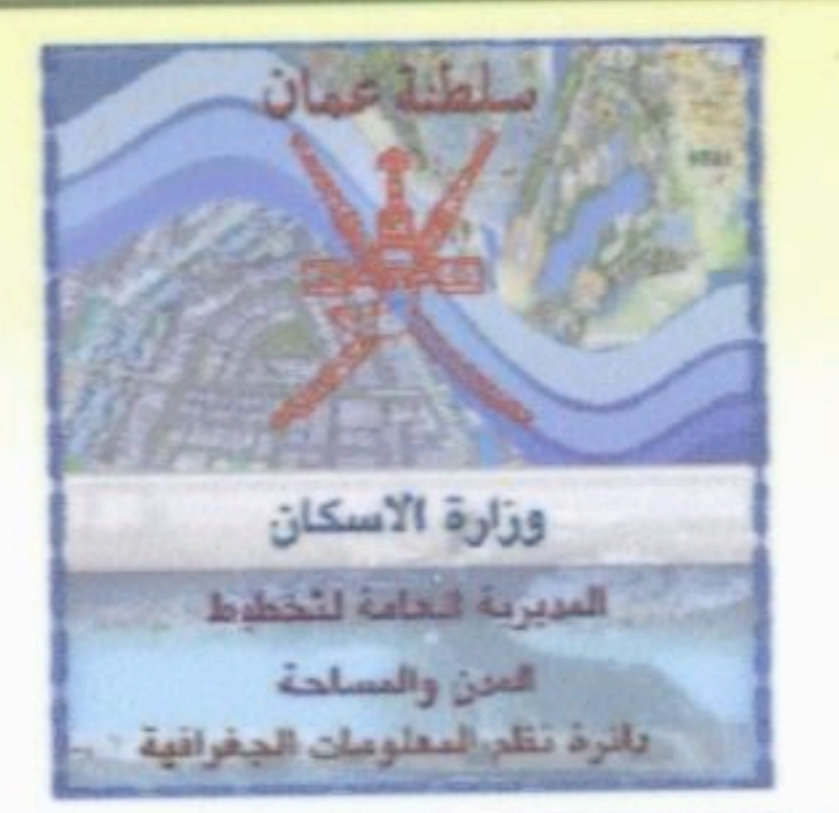 سلطنة عمان
وزارة الاسكان
المديرية العامة لتخطيط
المدن والمساحة
دائرة نظم المعلومات الجغرافية